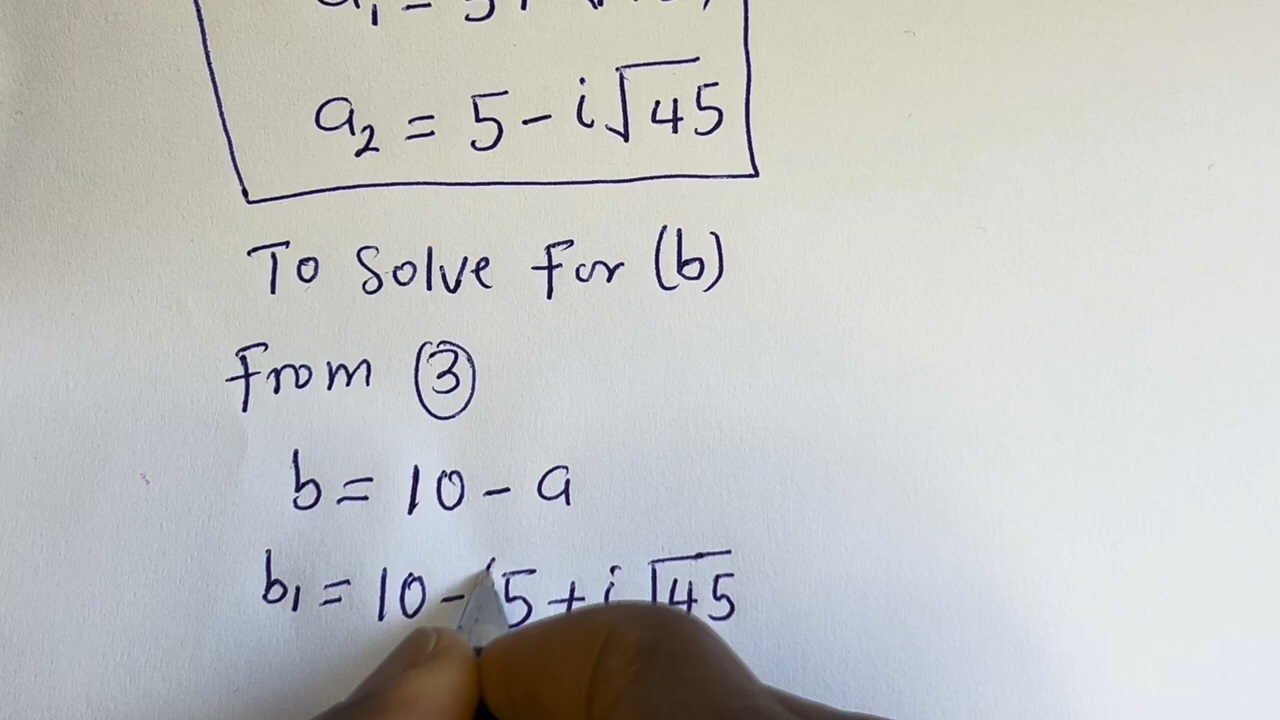 a₂ = 5 - i√45
To Solve for (b)
From ③
b = 10 - a
b₁ = 10 - (5 + i√45